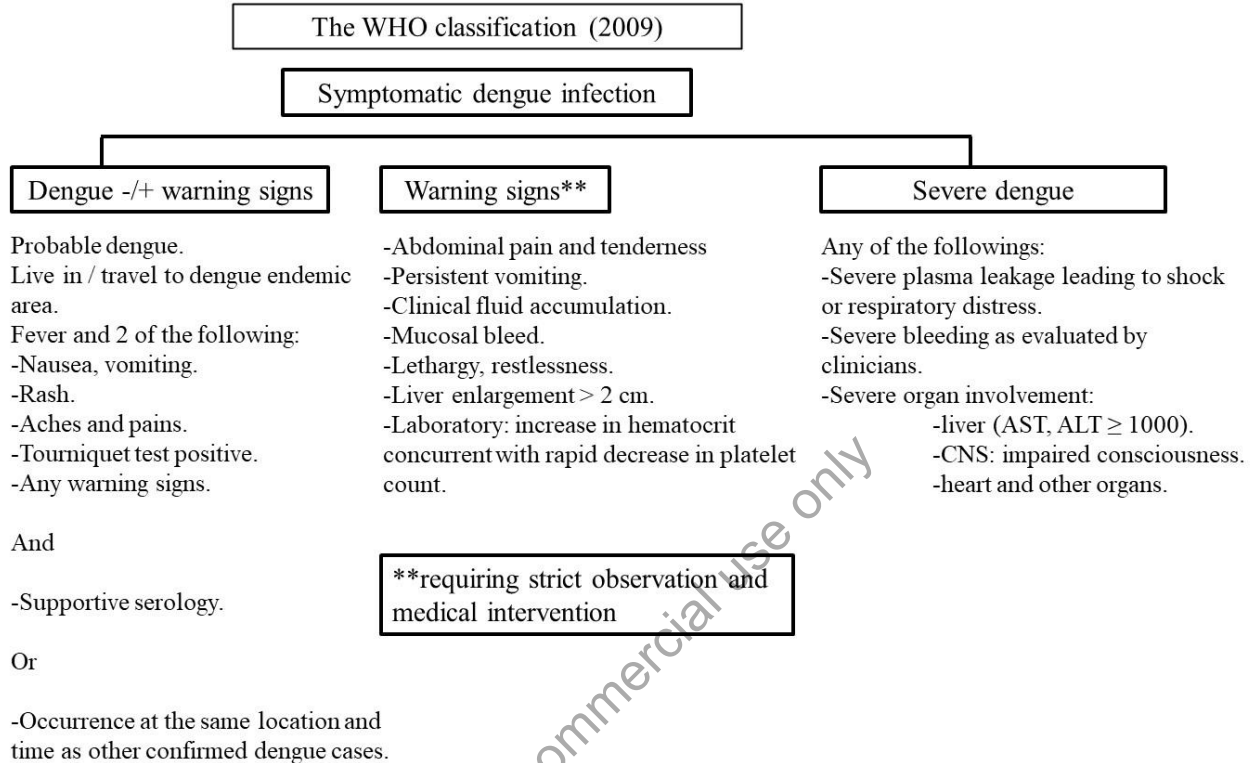 The WHO classification (2009)
Symptomatic dengue infection
Dengue -/+ warning signs
Probable dengue.
Live in / travel to dengue endemic
area.
Fever and 2 of the following:
-Nausea, vomiting.
-Rash.
-Aches and pains.
-Tourniquet test positive.
-Any warning signs.
And
-Supportive serology.
Or
-Occurrence at the same location and
time as other confirmed dengue cases.
Warning signs**
-Abdominal pain and tenderness
-Persistent vomiting.
-Clinical fluid accumulation.
-Mucosal bleed.
-Lethargy, restlessness.
-Liver enlargement > 2 cm.
-Laboratory: increase in hematocrit
concurrent with rapid decrease in platelet
count.
**requiring strict observation and
medical intervention
Severe dengue
Any of the followings:
-Severe plasma leakage leading to shock
or respiratory distress.
-Severe bleeding as evaluated by
clinicians.
-Severe organ involvement:
-liver (AST, ALT ≥ 1000).
-CNS: impaired consciousness.
-heart and other organs.
ommercial use only